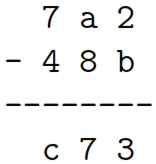 7 a 2
- 4 8 b
--------
c 7 3